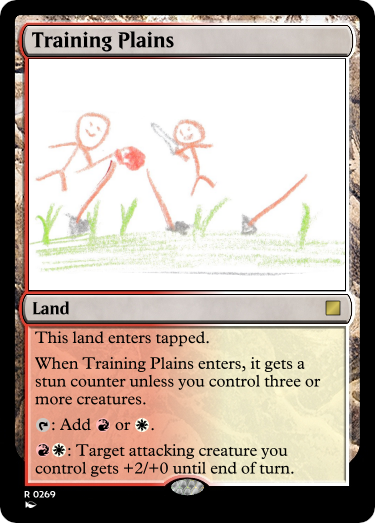 Training Plains
Land
This land enters tapped.
When Training Plains enters, it gets a
stun counter unless you control three or
more creatures.
: Add or .
: Target attacking creature you
control gets +2/+0 until end of turn.
R 0269